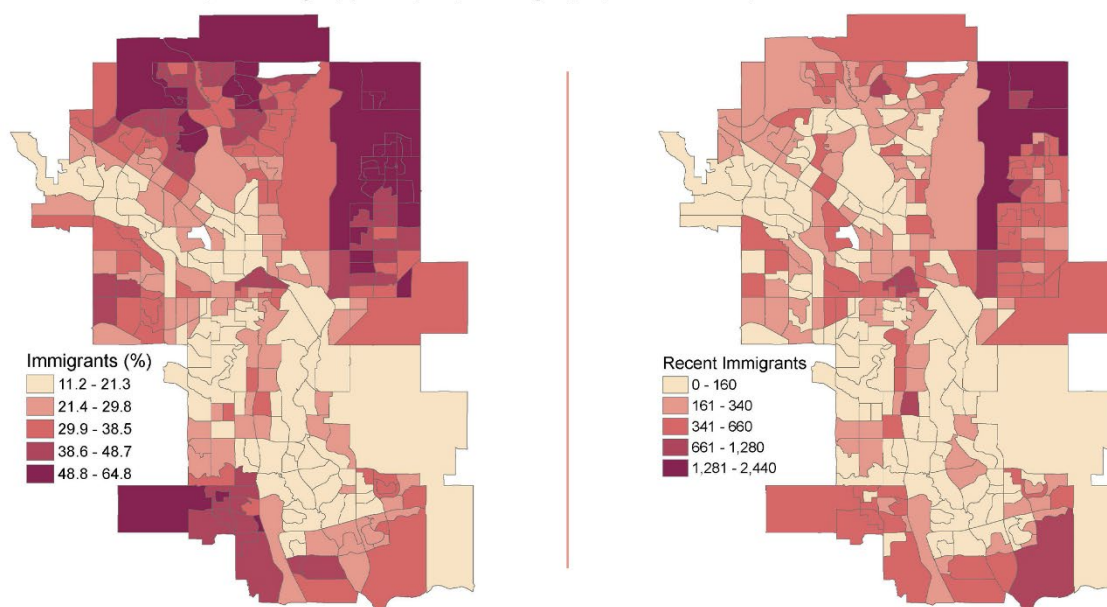 Immigrants (%)
11.2 - 21.3
21.4 - 29.8
29.9 - 38.5
38.6 - 48.7
48.8 - 64.8
Recent Immigrants
0 - 160
161 - 340
341 - 660
661 - 1,280
1,281 - 2,440